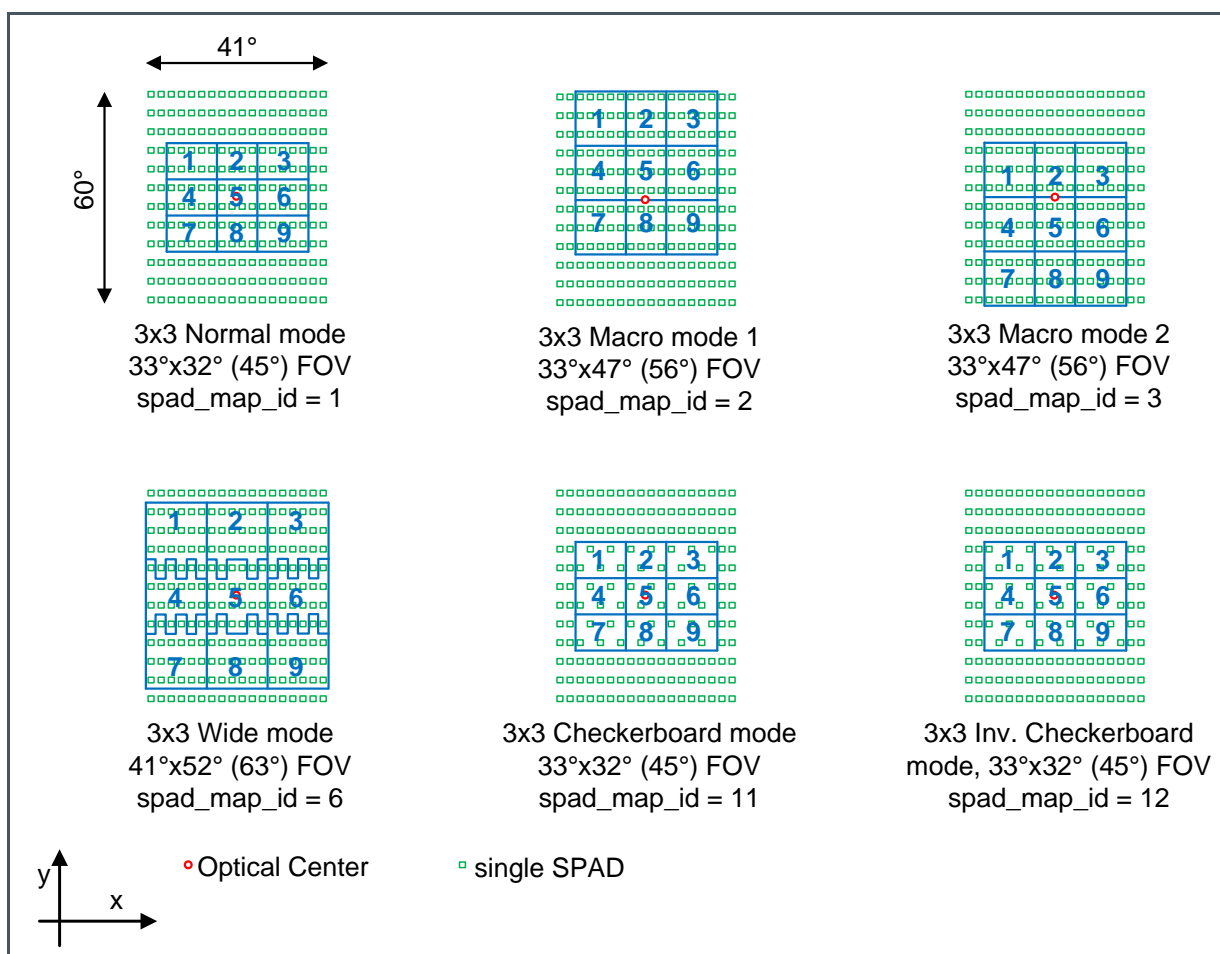 41°
60°
1 2 3
4 5 6
7 8 9
3x3 Normal mode
33°x32° (45°) FOV
spad_map_id = 1
1 2 3
4 5 6
7 8 9
3x3 Macro mode 1
33°x47° (56°) FOV
spad_map_id = 2
1 2 3
4 5 6
7 8 9
3x3 Macro mode 2
33°x47° (56°) FOV
spad_map_id = 3
1 2 3
4 5 6
7 8 9
3x3 Wide mode
41°x52° (63°) FOV
spad_map_id = 6
1 2 3
4 5 6
7 8 9
3x3 Checkerboard mode
33°x32° (45°) FOV
spad_map_id = 11
1 2 3
4 5 6
7 8 9
3x3 Inv. Checkerboard
mode, 33°x32° (45°) FOV
spad_map_id = 12
y
x
Optical Center
single SPAD